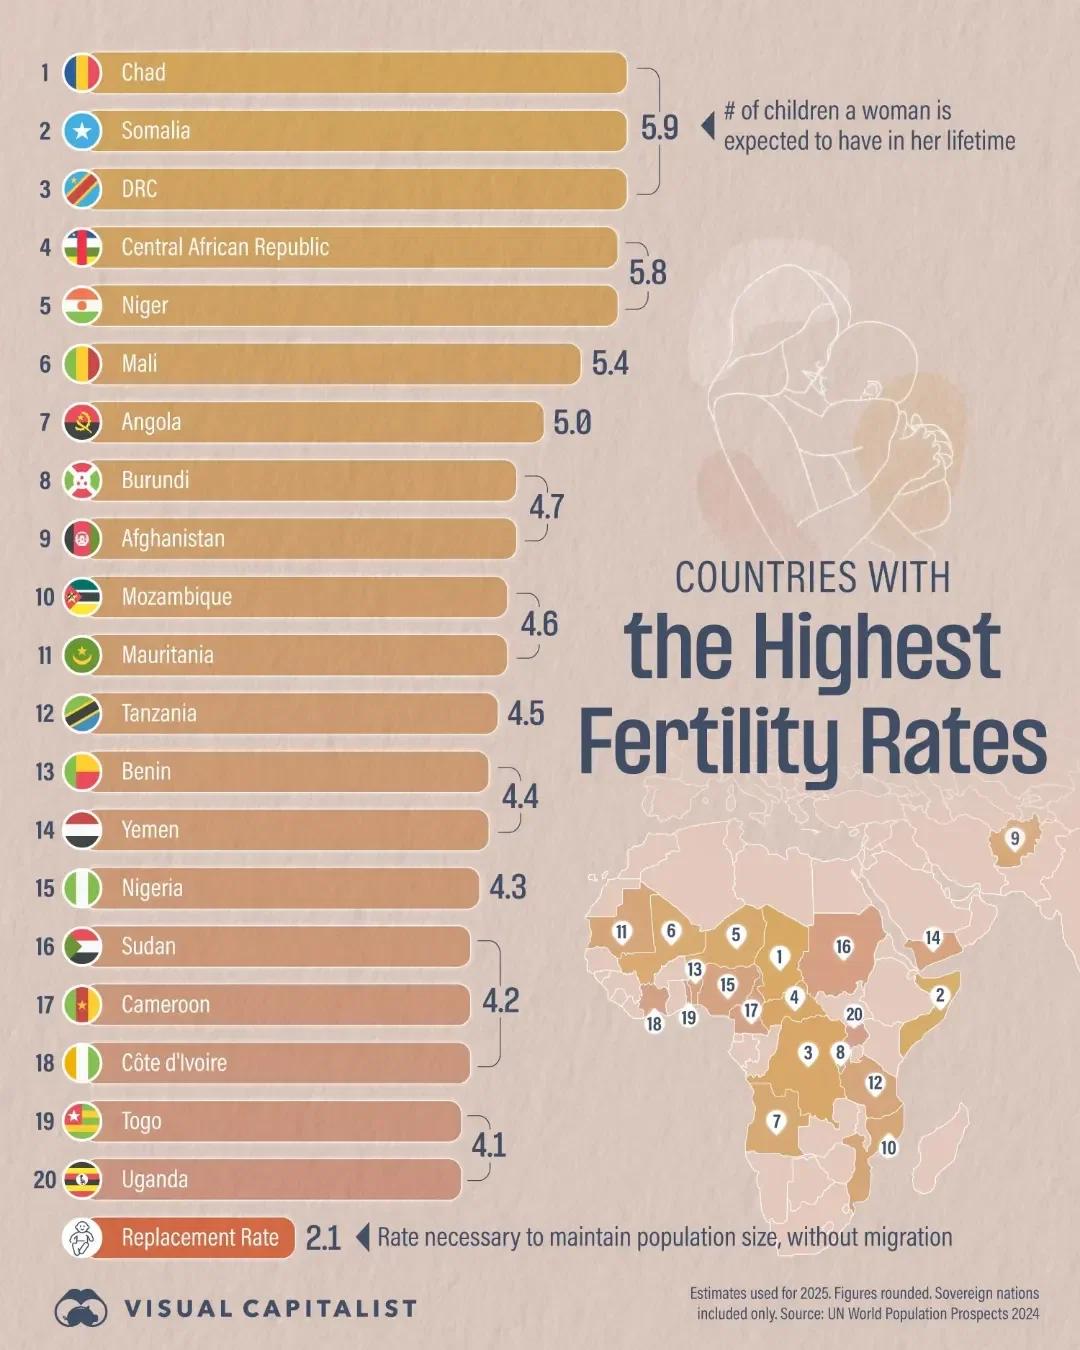 1 Chad
2 Somalia
3 DRC
5.9
# of children a woman is
expected to have in her lifetime
4 Central African Republic
5 Niger
5.8
6 Mali 5.4
7 Angola 5.0
8 Burundi
9 Afghanistan
4.7
10 Mozambique
11 Mauritania
4.6
12 Tanzania 4.5
13 Benin
14 Yemen
4.4
15 Nigeria 4.3
16 Sudan
17 Cameroon
18 Côte d'Ivoire
4.2
19 Togo
20 Uganda
4.1
Replacement Rate 2.1 Rate necessary to maintain population size, without migration
COUNTRIES WITH
the Highest
Fertility Rates
9
11
6
5
1
16
14
13
15
4
2
18
19
17
20
3
8
12
7
10
VISUAL CAPITALIST
Estimates used for 2025. Figures rounded. Sovereign nations
included only. Source: UN World Population Prospects 2024